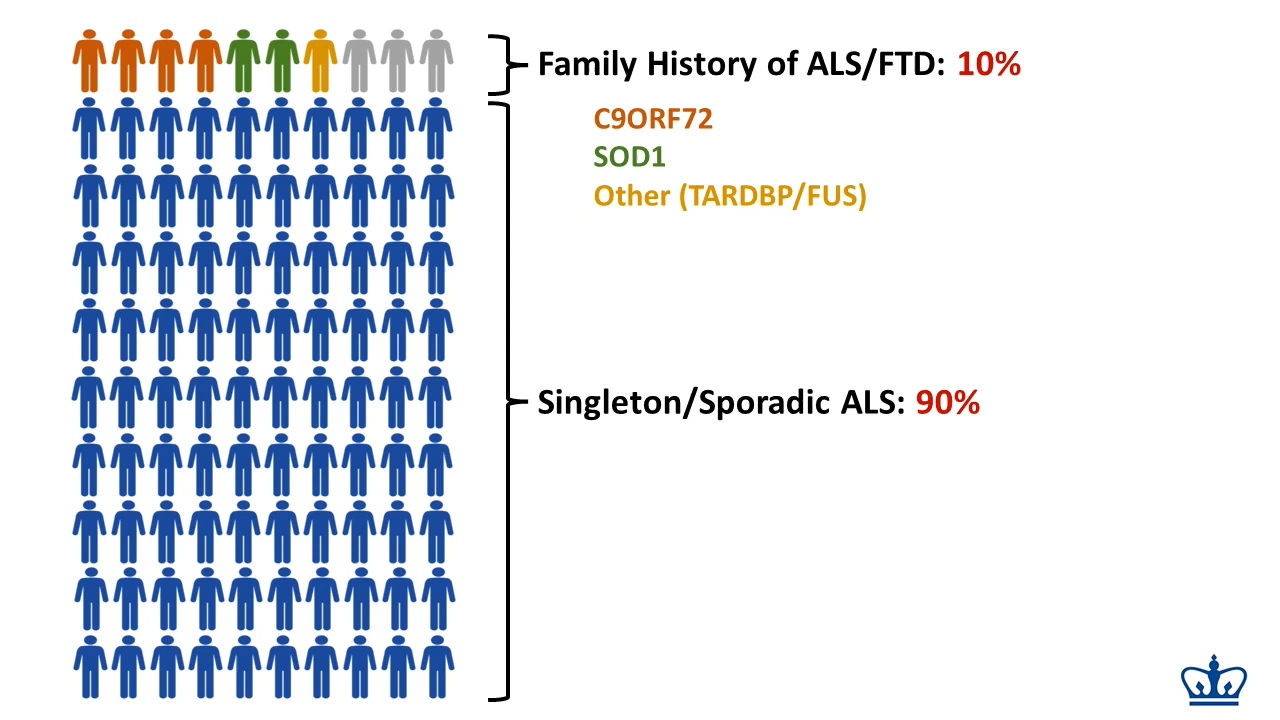 Family History of ALS/FTD: 10%
C9ORF72
SOD1
Other (TARDBP/FUS)
Singleton/Sporadic ALS: 90%